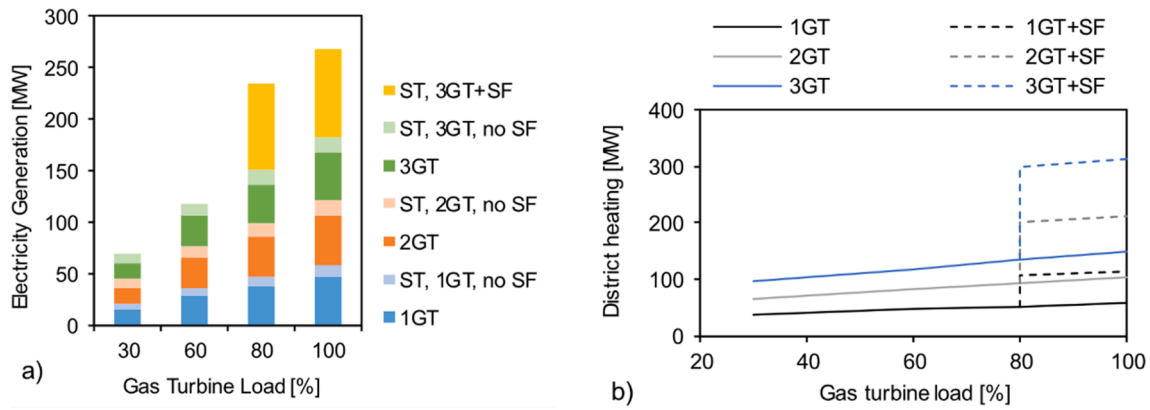 300
250
200
150
100
50
0
Electricity Generation [MW]
30 60 80 100
Gas Turbine Load [%]
a)
ST, 3GT+SF
ST, 3GT, no SF
3GT
ST, 2GT, no SF
2GT
ST, 1GT, no SF
1GT
1GT 1GT+SF
2GT 2GT+SF
3GT 3GT+SF
400
300
200
100
0
District heating [MW]
20 40 60 80 100
Gas turbine load [%]
b)